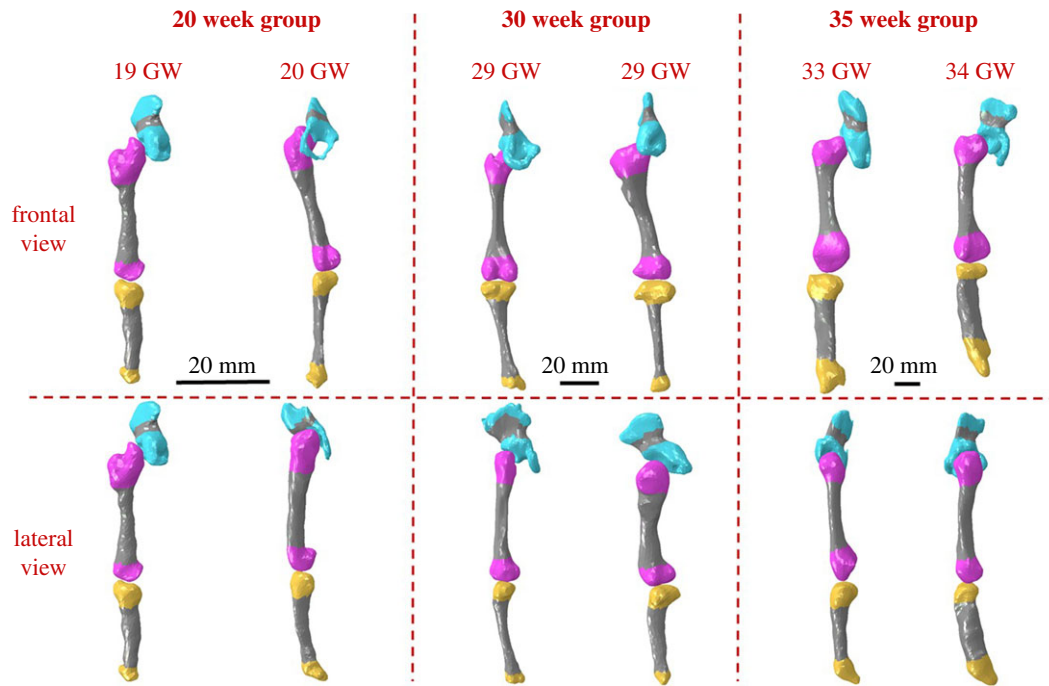 20 week group
30 week group
35 week group
19 GW
20 GW
29 GW
29 GW
33 GW
34 GW
frontal
view
20 mm
20 mm
20 mm
lateral
view